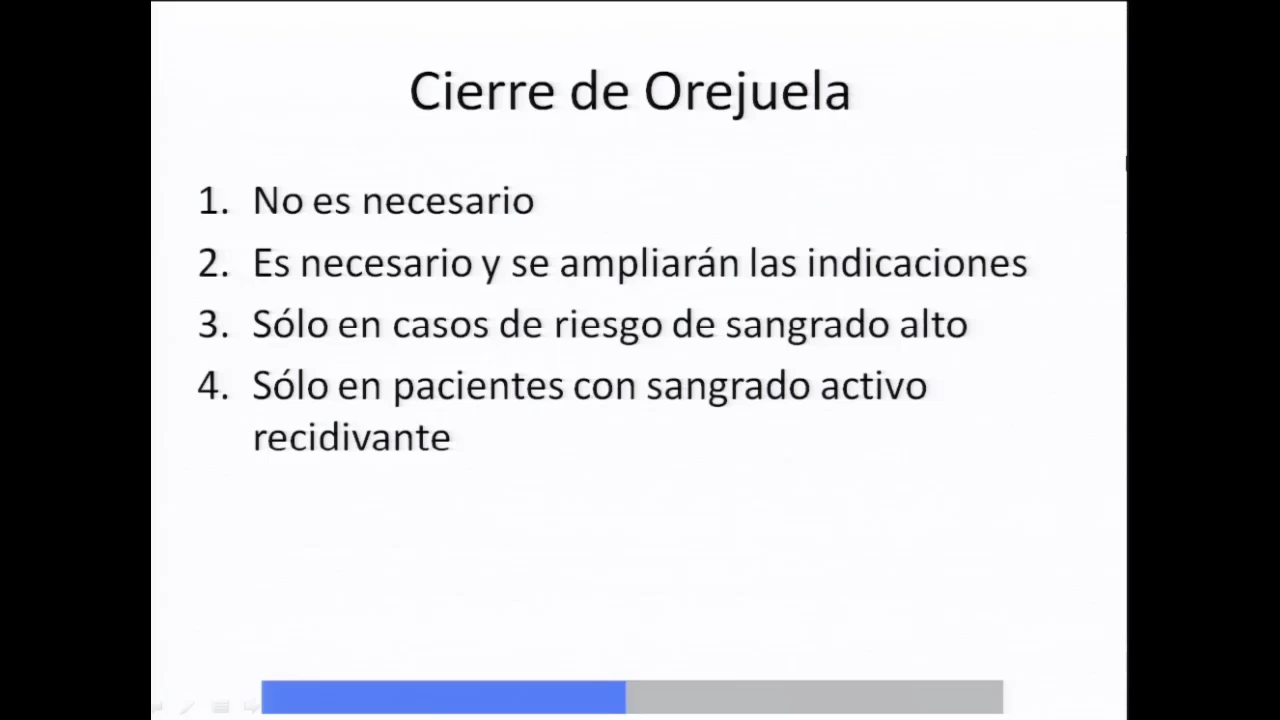 Cierre de Orejuela
1. No es necesario
2. Es necesario y se ampliarán las indicaciones
3. Sólo en casos de riesgo de sangrado alto
4. Sólo en pacientes con sangrado activo
recidivante